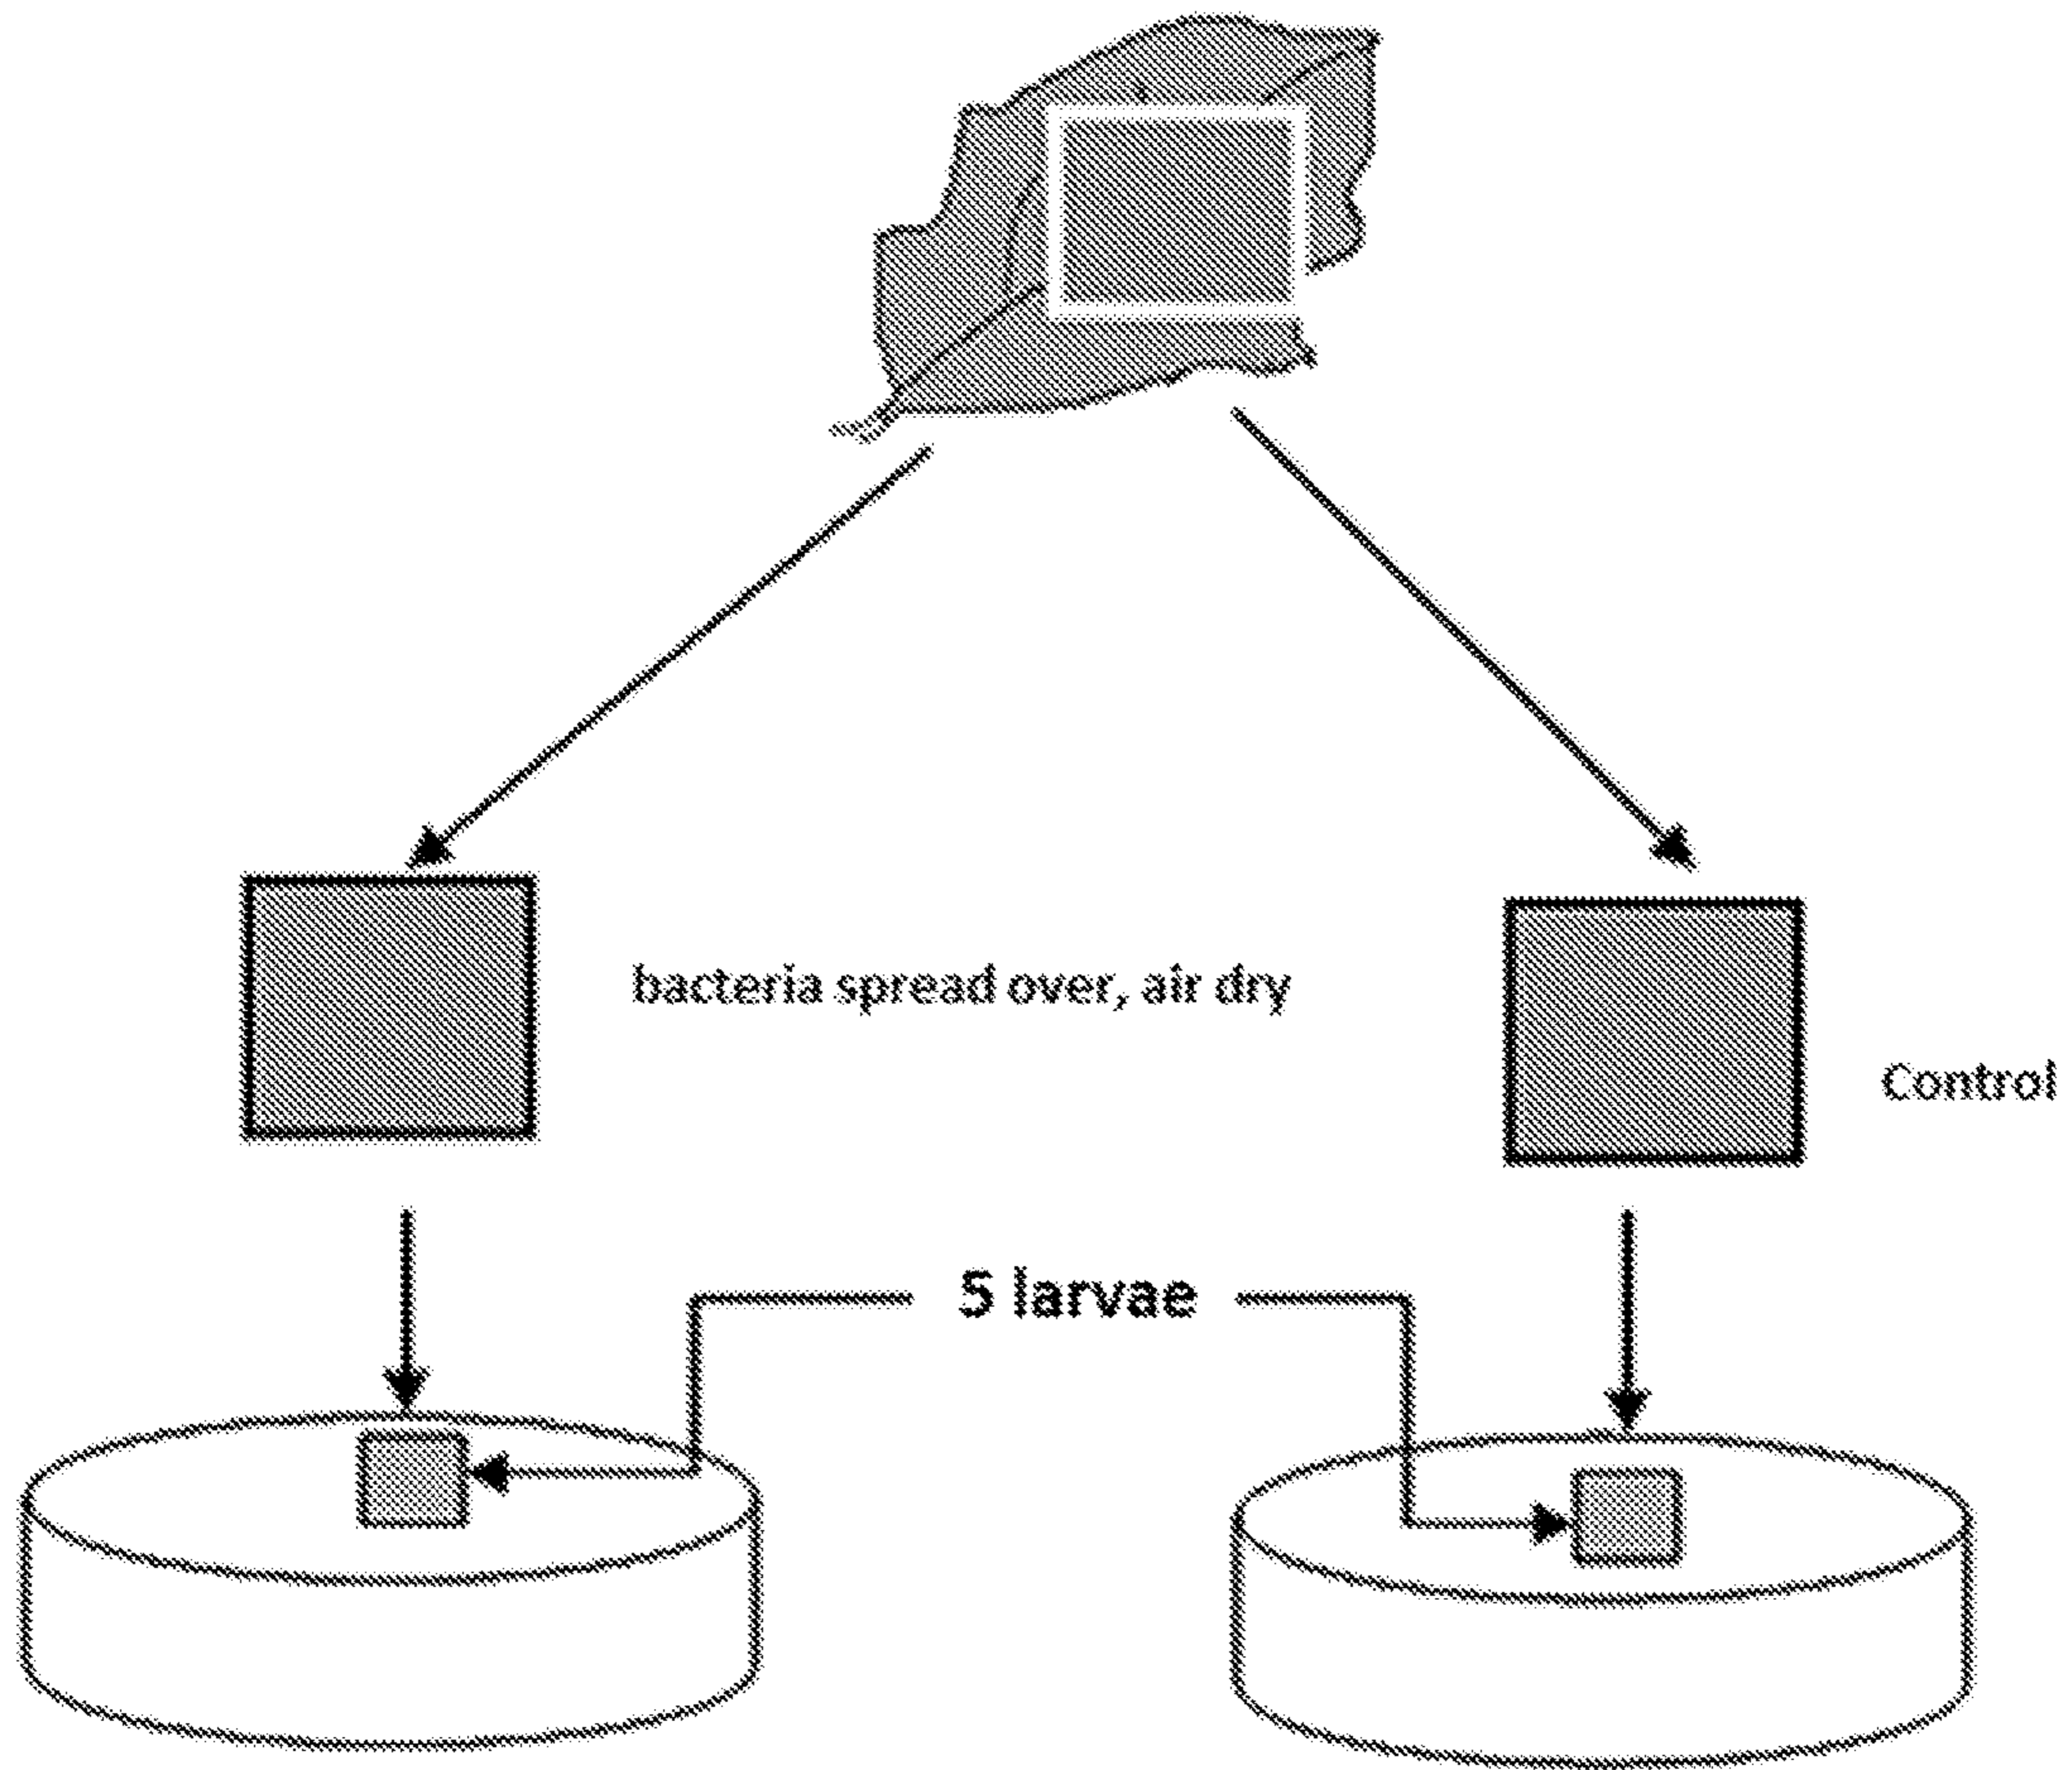 bacteria spread over, air dry
Control
5 larvae